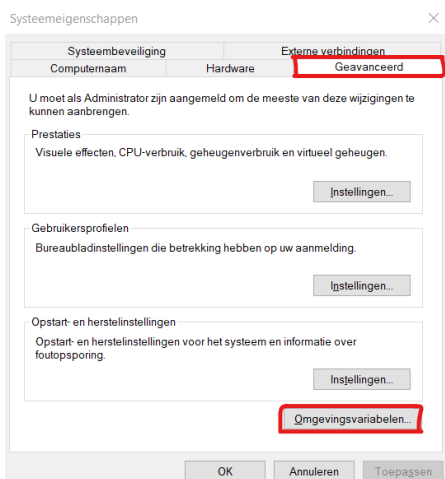 Systeemeigenschappen
Systeembeveiliging Externe verbindingen
Computernaam Hardware Geavanceerd
U moet als Administrator zijn aangemeld om de meeste van deze wijzigingen te
kunnen aanbrengen.
Prestaties
Visuele effecten, CPU-verbruik, geheugenverbruik en virtueel geheugen.
Instellingen...
Gebruikersprofielen
Bureaubladinstellingen die betrekking hebben op uw aanmelding.
Instellingen...
Opstart- en herstelinstellingen
Opstart- en herstelinstellingen voor het systeem en informatie over
foutopsporing.
Instellingen...
Omgevingsvariabelen...
OK Annuleren Toepassen